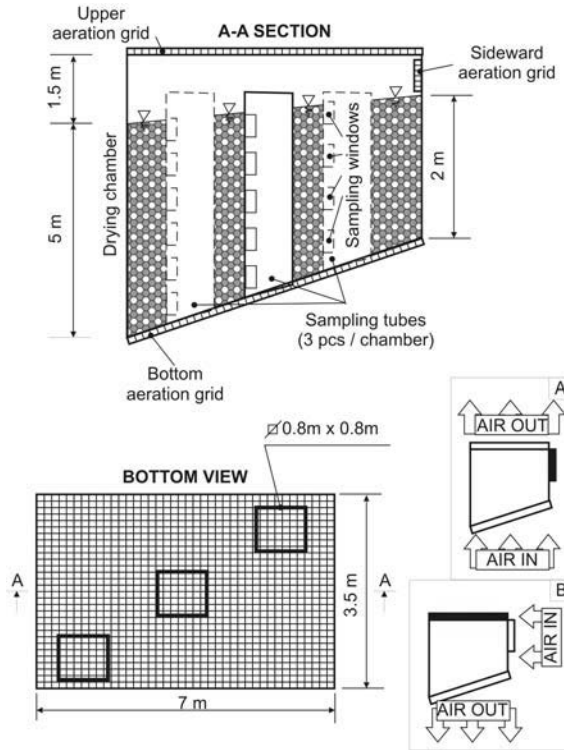 Upper
aeration grid
A-A SECTION
Sideward
aeration grid
1.5 m
5 m
Drying chamber
Sampling windows
2 m
Sampling tubes
(3 pcs / chamber)
Bottom
aeration grid
0.8m x 0.8m
BOTTOM VIEW
A
A
3.5 m
7 m
A
AIR OUT
AIR IN
B
AIR IN
AIR OUT